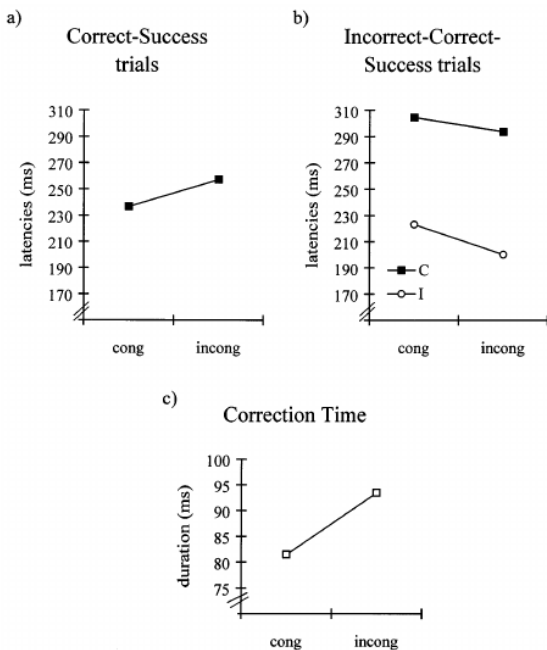 a)
Correct-Success
trials
latencies (ms)
310
290
270
250
230
210
190
170
cong
incong
b)
Incorrect-Correct-
Success trials
latencies (ms)
310
290
270
250
230
210
190
170
C
I
cong
incong
c)
Correction Time
duration (ms)
100
95
90
85
80
75
cong
incong